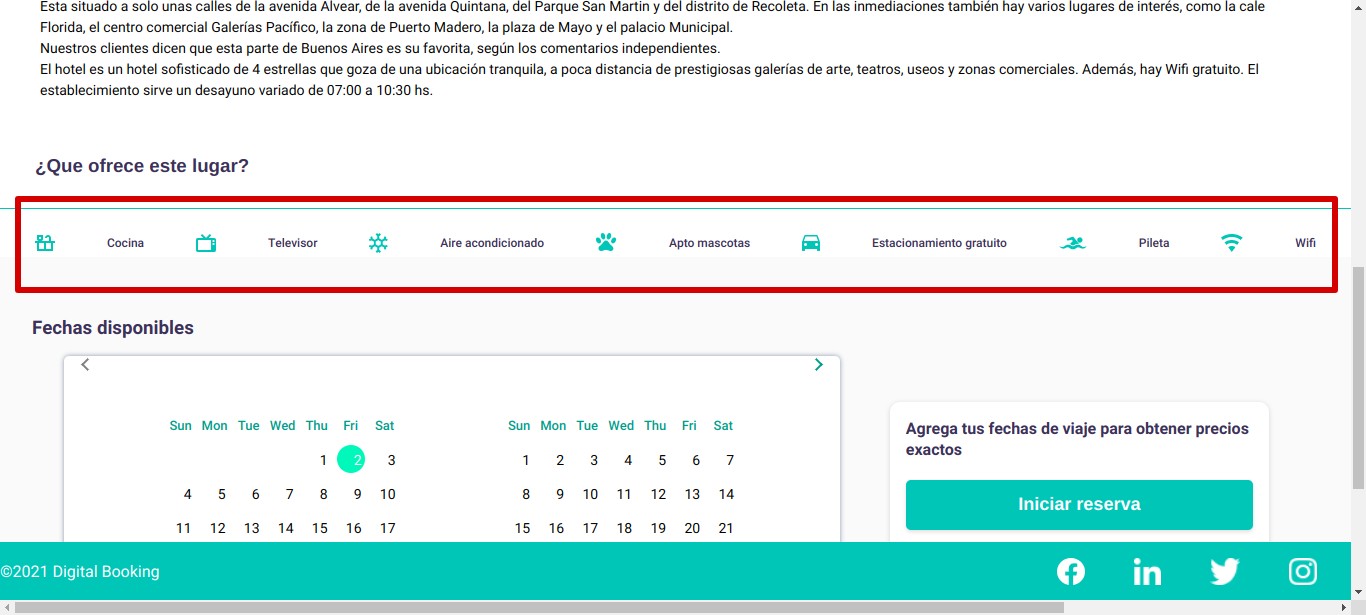 Esta situado a solo unas calles de la avenida Alvear, de la avenida Quintana, del Parque San Martin y del distrito de Recoleta. En las inmediaciones también hay varios lugares de interés, como la cale
Florida, el centro comercial Galerías Pacífico, la zona de Puerto Madero, la plaza de Mayo y el palacio Municipal.
Nuestros clientes dicen que esta parte de Buenos Aires es su favorita, según los comentarios independientes.
El hotel es un hotel sofisticado de 4 estrellas que goza de una ubicación tranquila, a poca distancia de prestigiosas galerías de arte, teatros, useos y zonas comerciales. Además, hay Wifi gratuito. El
establecimiento sirve un desayuno variado de 07:00 a 10:30 hs.
¿Que ofrece este lugar?
Cocina Televisor Aire acondicionado Apto mascotas Estacionamiento gratuito Pileta Wifi
Fechas disponibles
Sun Mon Tue Wed Thu Fri Sat Sun Mon Tue Wed Thu Fri Sat
1 2 3 1 2 3 4 5 6 7
4 5 6 7 8 9 10 8 9 10 11 12 13 14
11 12 13 14 15 16 17 15 16 17 18 19 20 21
Agrega tus fechas de viaje para obtener precios
exactos
Iniciar reserva
©2021 Digital Booking